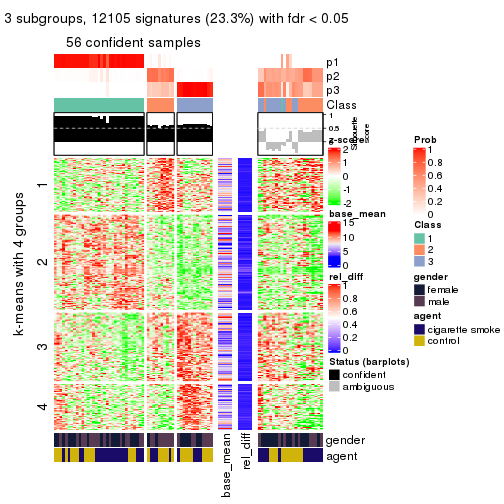 3 subgroups, 12105 signatures (23.3%) with fdr < 0.05
56 confident samples
p1
p2
p3
Class
1
0.5
0
Silhouette score
z-score
2
1
0
-1
-2
base_mean
15
10
5
0
rel_diff
1
0.8
0.6
0.4
0.2
0
Status (barplots)
confident
ambiguous
Prob
1
0.8
0.6
0.4
0.2
0
Class
1
2
3
gender
female
male
agent
cigarette smoke
control
k-means with 4 groups
1
2
3
4
gender
agent
base_mean
rel_diff